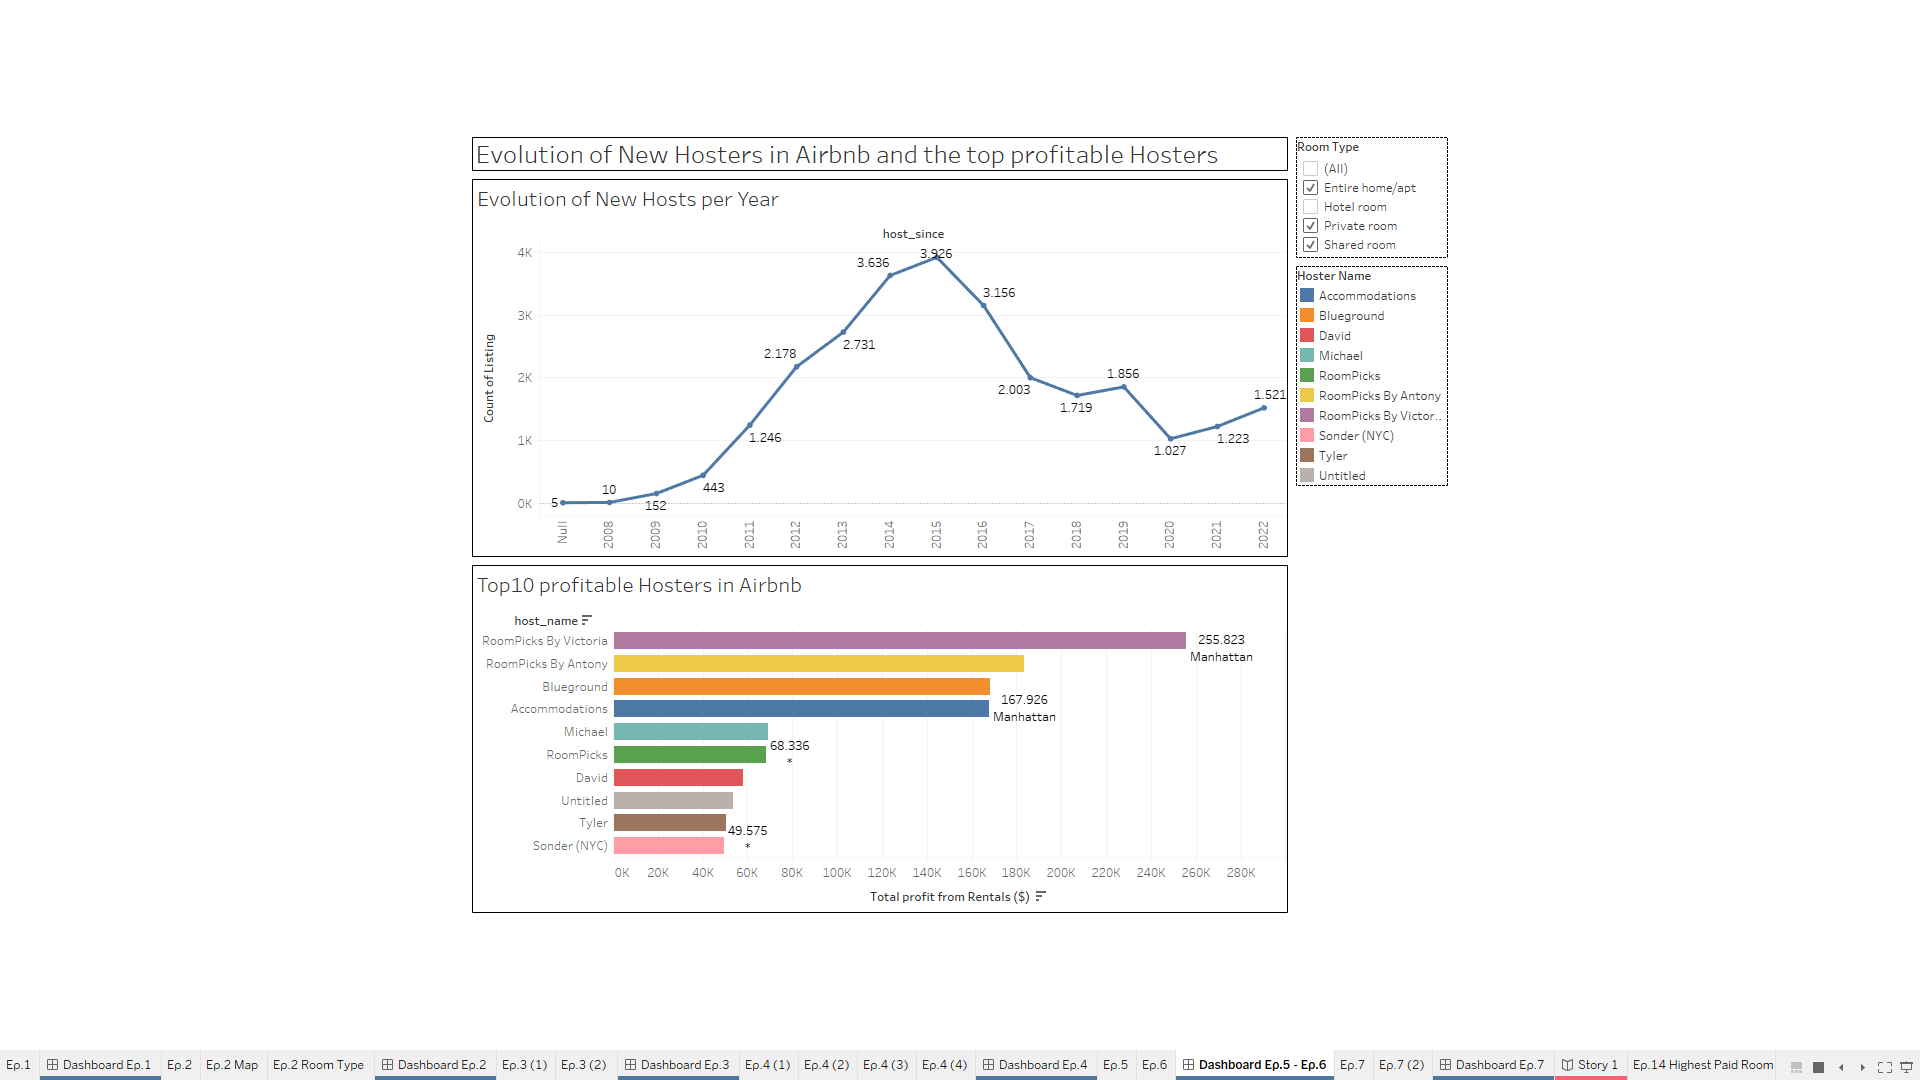 Evolution of New Hosters in Airbnb and the top profitable Hosters
Evolution of New Hosts per Year
host_since
Count of Listing
4K
3K
2K
1K
0K
5
10
152
443
1.246
2.178
2.731
3.636
3.926
3.156
2.003
1.719
1.856
1.027
1.223
1.521
Null
2008
2009
2010
2011
2012
2013
2014
2015
2016
2017
2018
2019
2020
2021
2022
Top10 profitable Hosters in Airbnb
host_name
RoomPicks By Victoria
255.823
Manhattan
RoomPicks By Antony
Blueground
Accommodations
167.926
Manhattan
Michael
RoomPicks
68.336
*
David
Untitled
Tyler
Sonder (NYC)
49.575
*
0K 20K 40K 60K 80K 100K 120K 140K 160K 180K 200K 220K 240K 260K 280K
Total profit from Rentals ($)
Room Type
(All)
Entire home/apt
Hotel room
Private room
Shared room
Hoster Name
Accommodations
Blueground
David
Michael
RoomPicks
RoomPicks By Antony
RoomPicks By Victor..
Sonder (NYC)
Tyler
Untitled
Ep.1 Dashboard Ep.1 Ep.2 Ep.2 Map Ep.2 Room Type Dashboard Ep.2 Ep.3 (1) Ep.3 (2) Dashboard Ep.3 Ep.4 (1) Ep.4 (2) Ep.4 (3) Ep.4 (4) Dashboard Ep.4 Ep.5 Ep.6 Dashboard Ep.5 - Ep.6 Ep.7 Ep.7 (2) Dashboard Ep.7 Story 1 Ep.14 Highest Paid Room